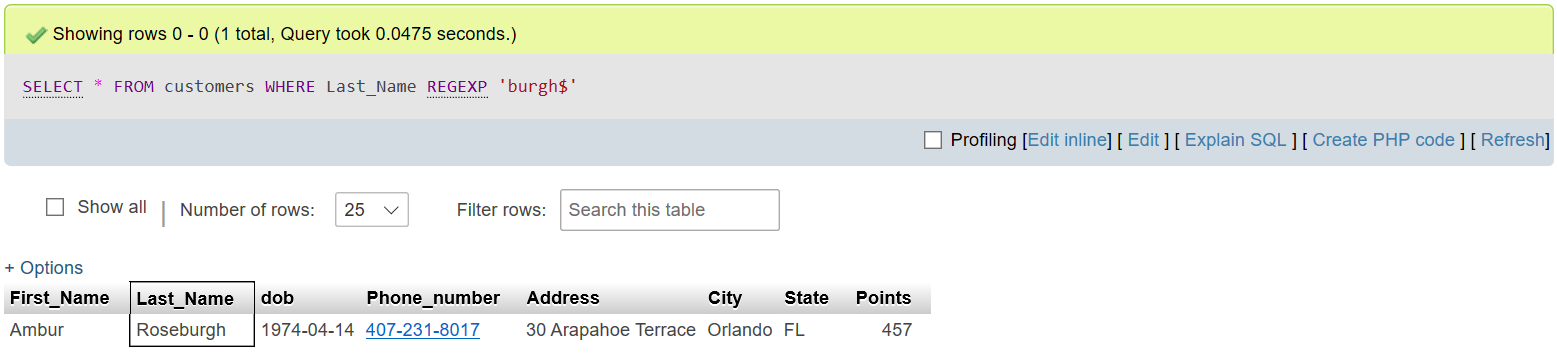 Showing rows 0 - 0 (1 total, Query took 0.0475 seconds.)
SELECT * FROM customers WHERE Last_Name REGEXP 'burgh$'
Profiling [Edit inline] [ Edit ] [ Explain SQL ] [ Create PHP code ] [ Refresh]
Show all | Number of rows: 25 Filter rows: Search this table
+ Options
First_Name Last_Name dob Phone_number Address City State Points
Ambur Roseburgh 1974-04-14 407-231-8017 30 Arapahoe Terrace Orlando FL 457